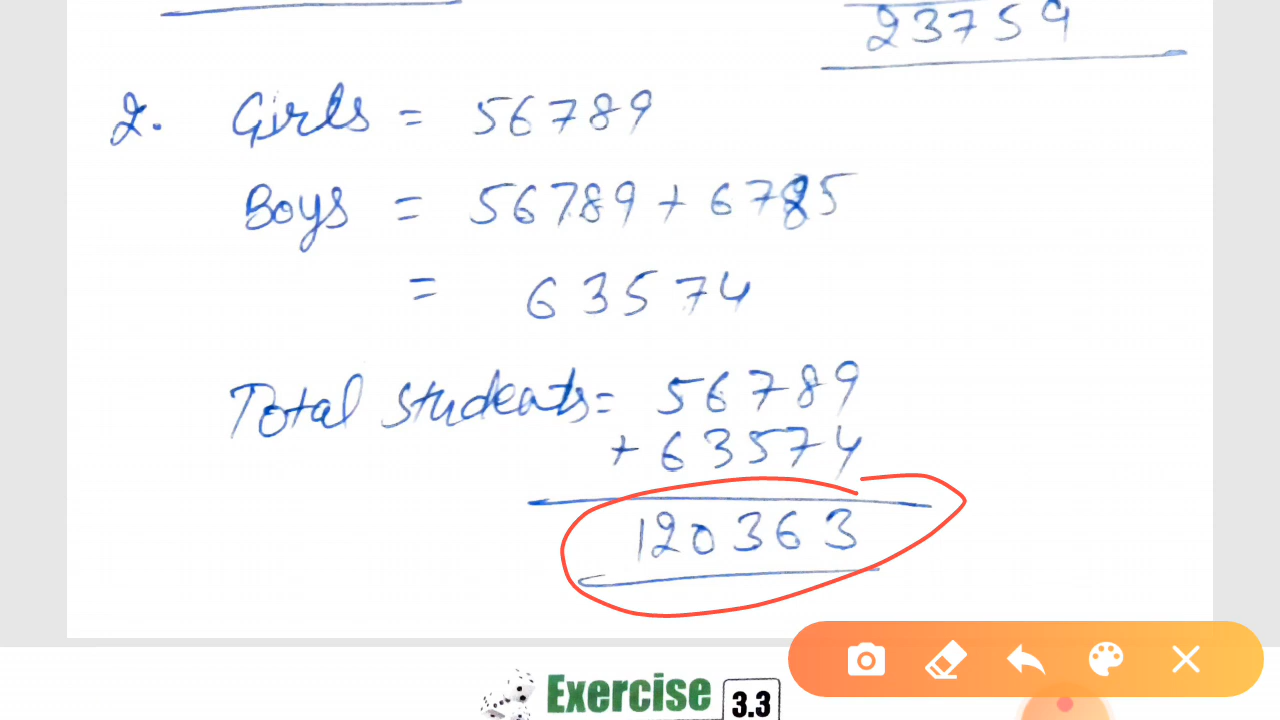 23759
2. Girls = 56789
Boys = 56789 + 6785
= 63574
Total students = 56789
+ 63574
120363
Exercise 3.3